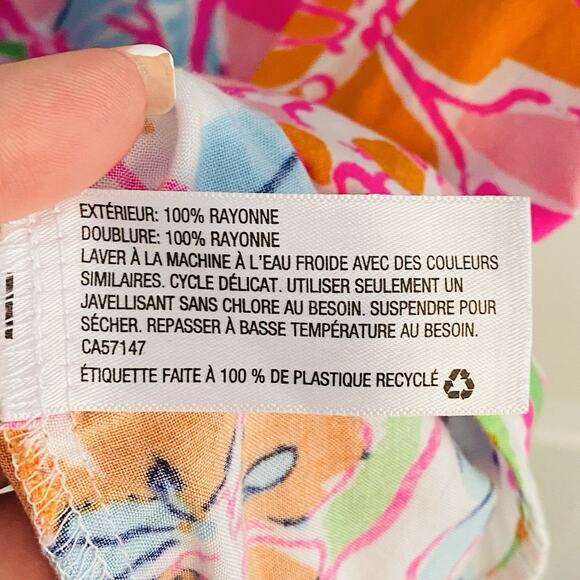 EXTÉRIEUR: 100% RAYONNE
DOUBLURE: 100% RAYONNE
LAVER À LA MACHINE À L'EAU FROIDE AVEC DES COULEURS
SIMILAIRES. CYCLE DÉLICAT. UTILISER SEULEMENT UN
JAVELLISANT SANS CHLORE AU BESOIN. SUSPENDRE POUR
SÉCHER. REPASSER À BASSE TEMPÉRATURE AU BESOIN.
CA57147
ÉTIQUETTE FAITE À 100 % DE PLASTIQUE RECYCLÉ